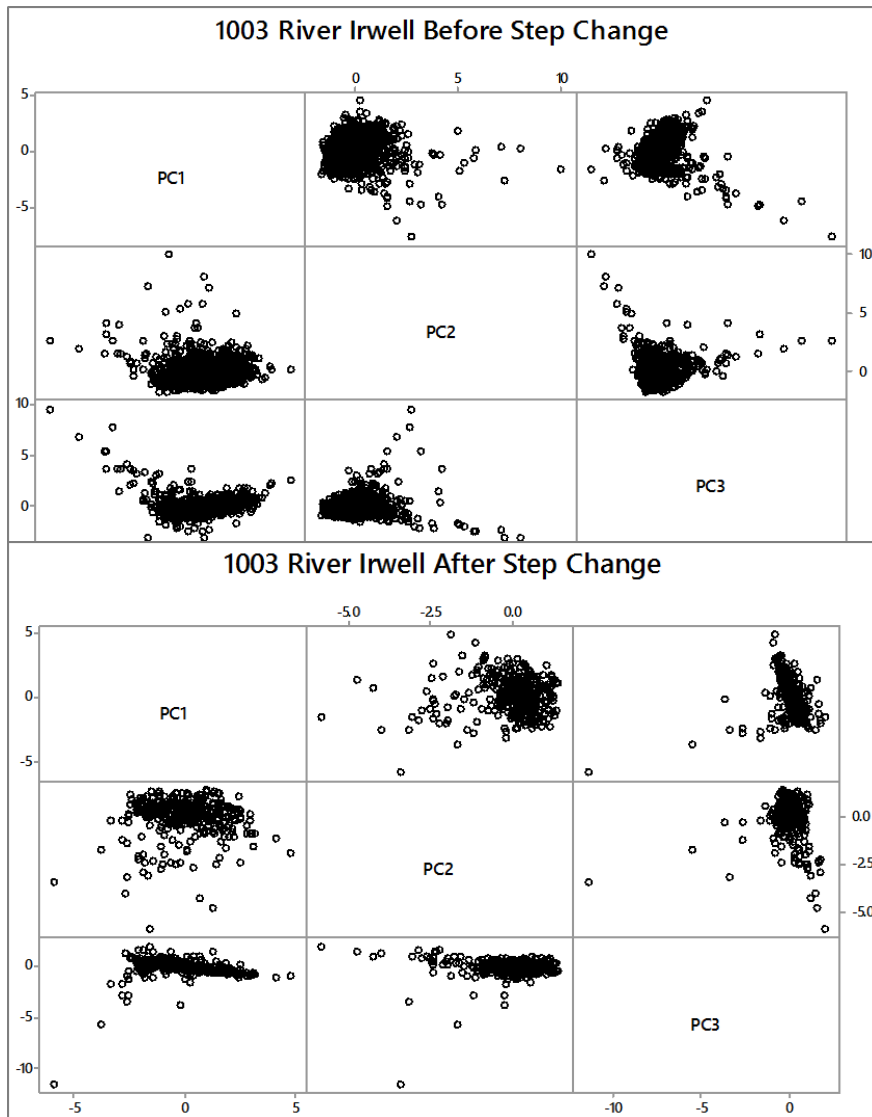 1003 River Irwell Before Step Change
0 5 10
5
0
-5
PC1
PC2
10
5
0
10
0
PC3
1003 River Irwell After Step Change
-5.0 -2.5 0.0
5
0
-5
PC1
PC2
0.0
-2.5
-5.0
0
-5
-10
PC3
-5 0 5 -10 -5 0